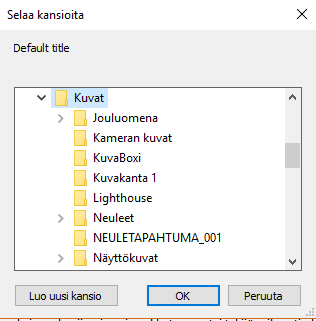 Selaa kansioita
Default title
Kuvat
Jouluomena
Kameran kuvat
KuvaBoxi
Kuvakanta 1
Lighthouse
Neuleet
NEULETAPAHTUMA_001
Näyttökuvat
Luo uusi kansio
OK
Peruuta